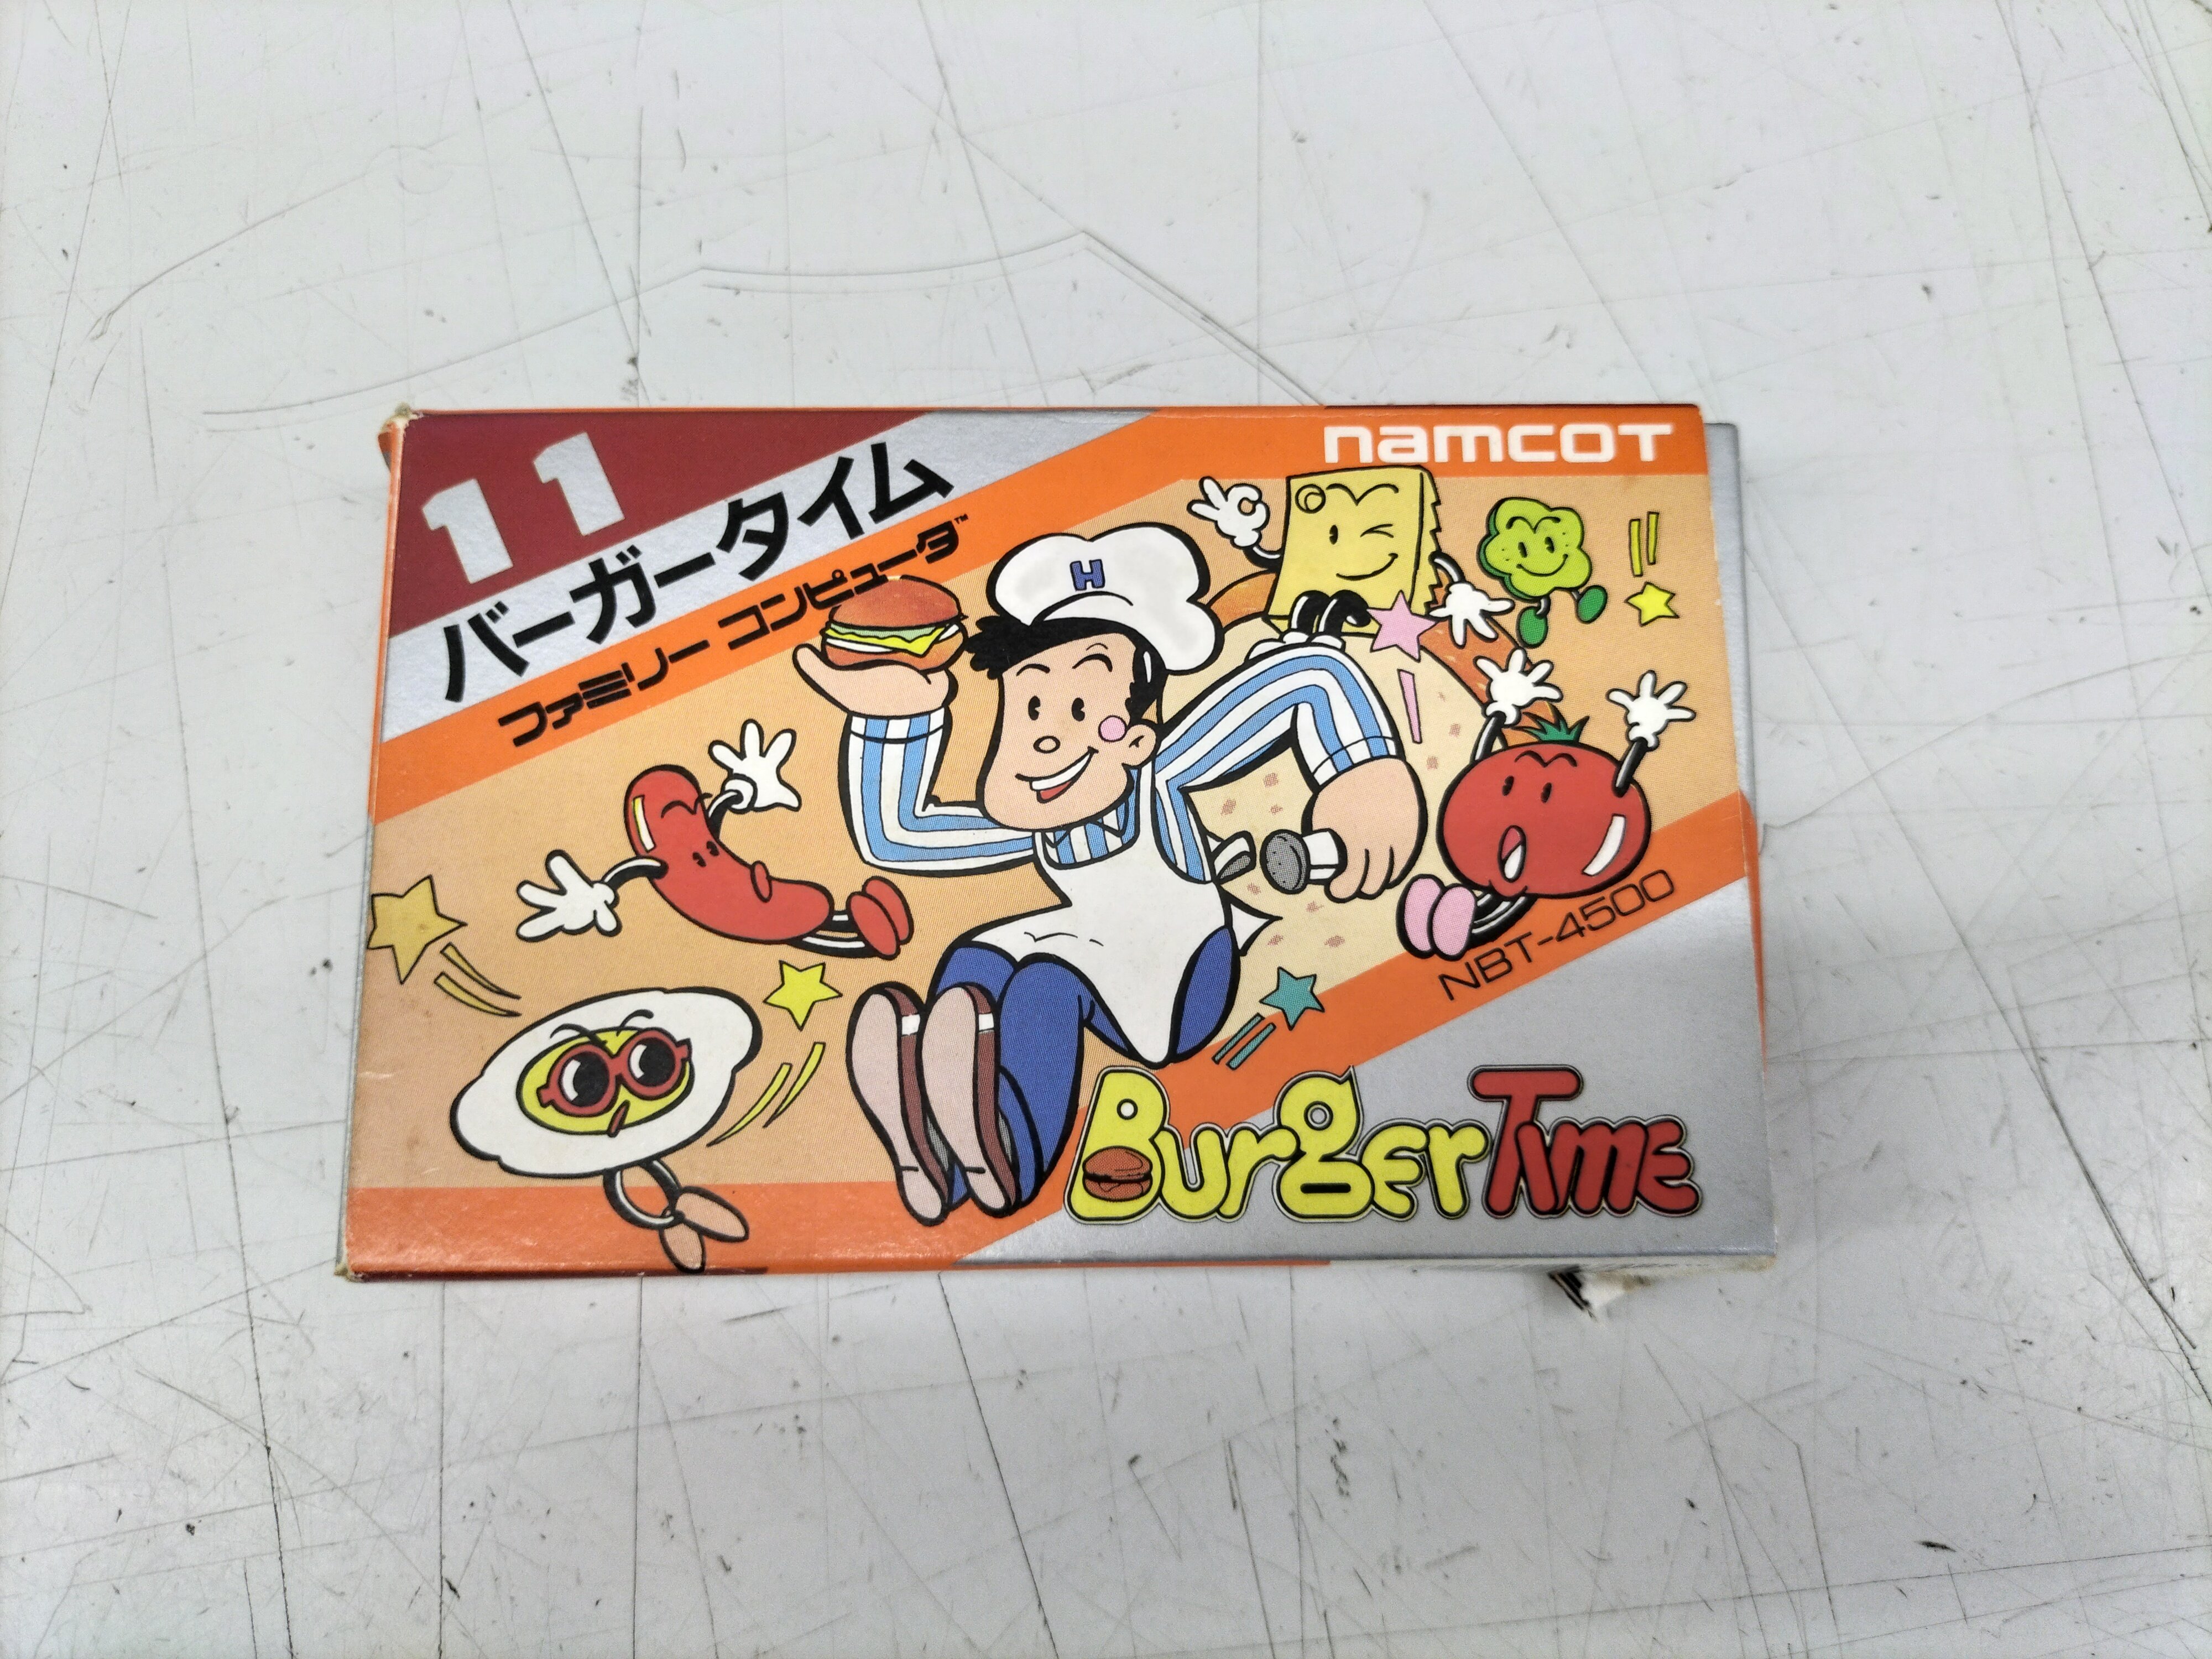 11
バーガータイム
ファミリー コンピュータ™
namcoT
H
NBT-4500
BurgerTime